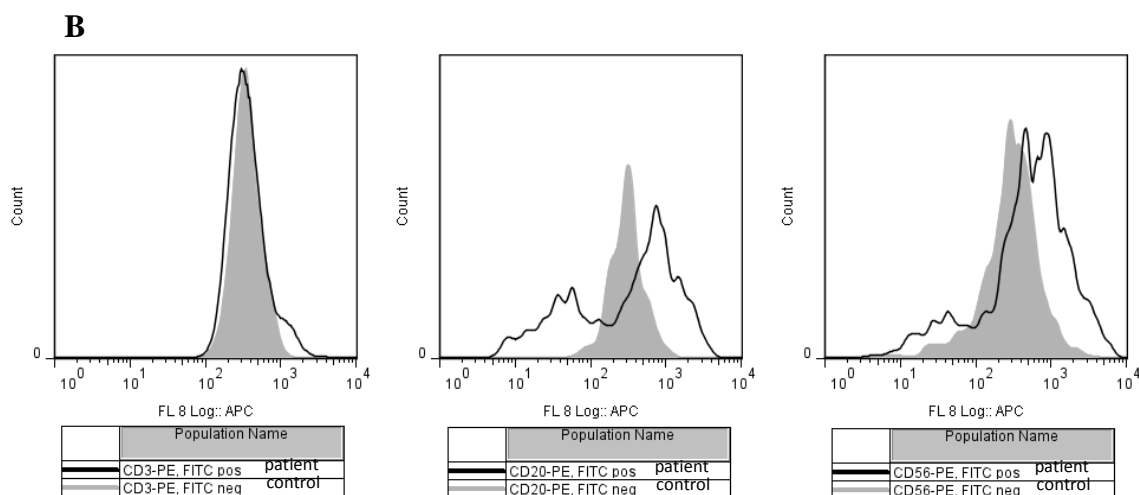 B
Count
0
10^0 10^1 10^2 10^3 10^4
FL 8 Log:: APC
Population Name
CD3-PE, FITC pos patient
CD3-PE, FITC neg control
Count
0
10^0 10^1 10^2 10^3 10^4
FL 8 Log:: APC
Population Name
CD20-PE, FITC pos patient
CD20-PE, FITC neg control
Count
0
10^0 10^1 10^2 10^3 10^4
FL 8 Log:: APC
Population Name
CD56-PE, FITC pos patient
CD56-PE, FITC neg control